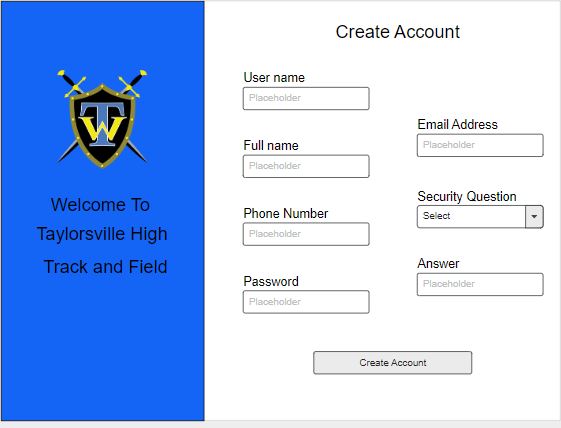 TW
Welcome To
Taylorsville High
Track and Field
Create Account
User name
Placeholder
Full name
Placeholder
Phone Number
Placeholder
Password
Placeholder
Email Address
Placeholder
Security Question
Select
Answer
Placeholder
Create Account